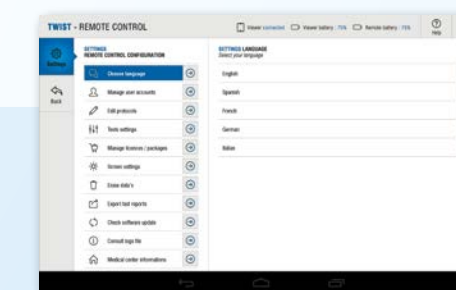 TWIST - REMOTE CONTROL
Viewer connected
Viewer battery : 75%
Remote battery : 75%
Help
Settings
Back
SETTINGS
REMOTE CONTROL CONFIGURATION
Choose language
Manage user accounts
Edit protocols
Tests settings
Manage licences / packages
Screen settings
Erase data's
Export test reports
Check software update
Consult logs file
Medical center informations
SETTINGS LANGUAGE
Select your language
English
Spanish
French
German
Italian